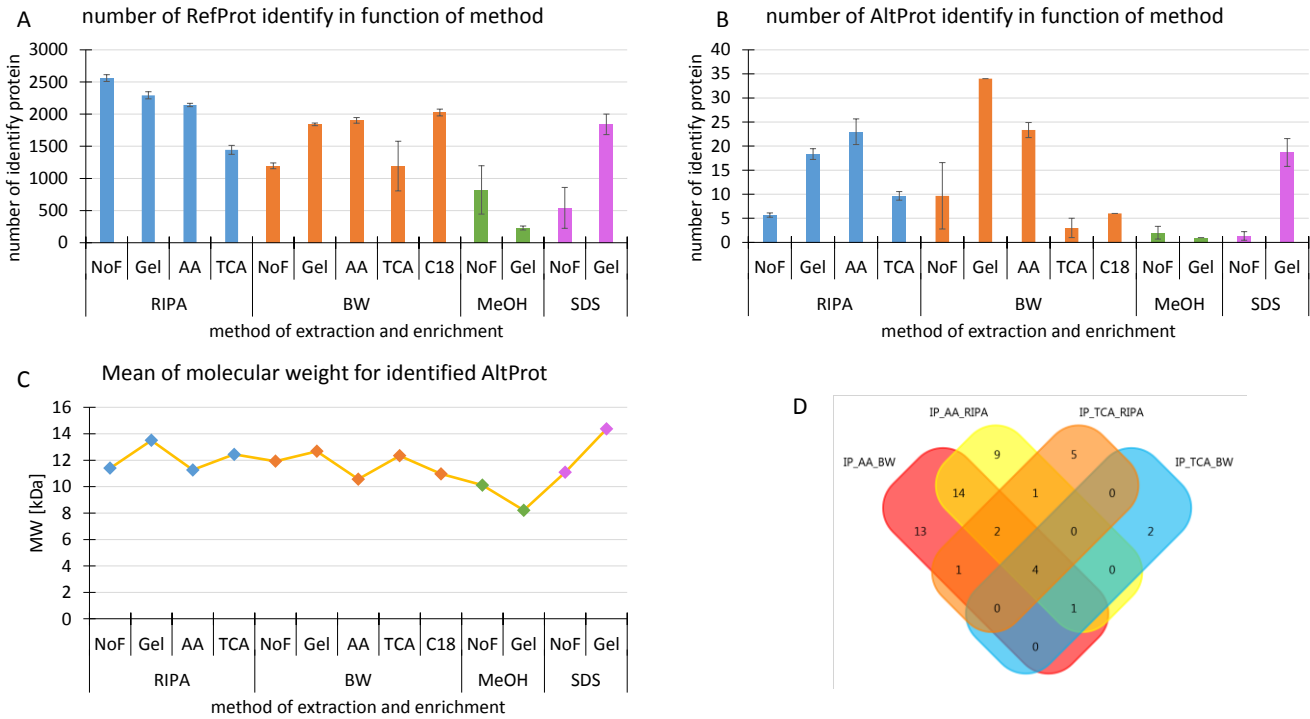 A
number of RefProt identify in function of method
number of identify protein
3000
2500
2000
1500
1000
500
0
NoF Gel AA TCA NoF Gel AA TCA C18 NoF Gel NoF Gel
RIPA BW MeOH SDS
method of extraction and enrichment
B
number of AltProt identify in function of method
number of identify protein
40
35
30
25
20
15
10
5
0
NoF Gel AA TCA NoF Gel AA TCA C18 NoF Gel NoF Gel
RIPA BW MeOH SDS
method of extraction and enrichment
C
Mean of molecular weight for identified AltProt
MW [kDa]
16
14
12
10
8
6
4
2
0
NoF Gel AA TCA NoF Gel AA TCA C18 NoF Gel NoF Gel
RIPA BW MeOH SDS
method of extraction and enrichment
D
IP_AA_RIPA IP_TCA_RIPA
IP_AA_BW IP_TCA_BW
9 5
14 1 0
13 2 0 2
1 4 0
0 1
0